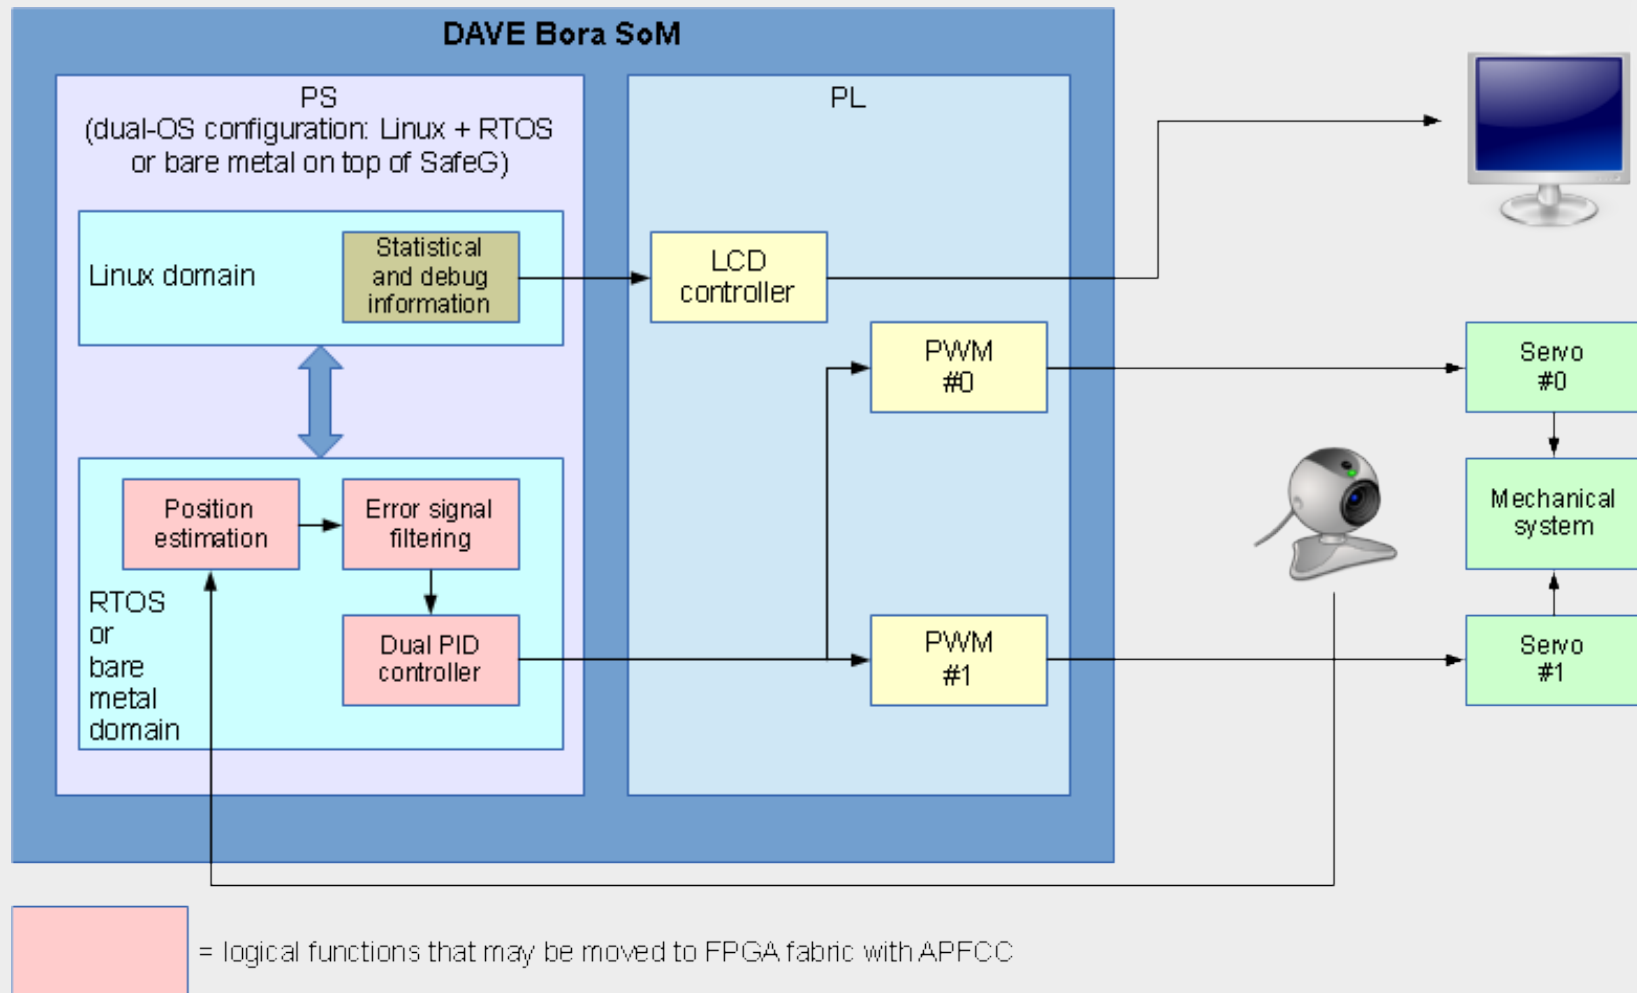 DAVE Bora SoM
PS
(dual-OS configuration: Linux + RTOS
or bare metal on top of SafeG)
PL
Linux domain
Statistical
and debug
information
LCD
controller
PWM
#0
Servo
#0
Position
estimation
Error signal
filtering
Mechanical
system
RTOS
or
bare
metal
domain
Dual PID
controller
PWM
#1
Servo
#1
= logical functions that may be moved to FPGA fabric with APFCC